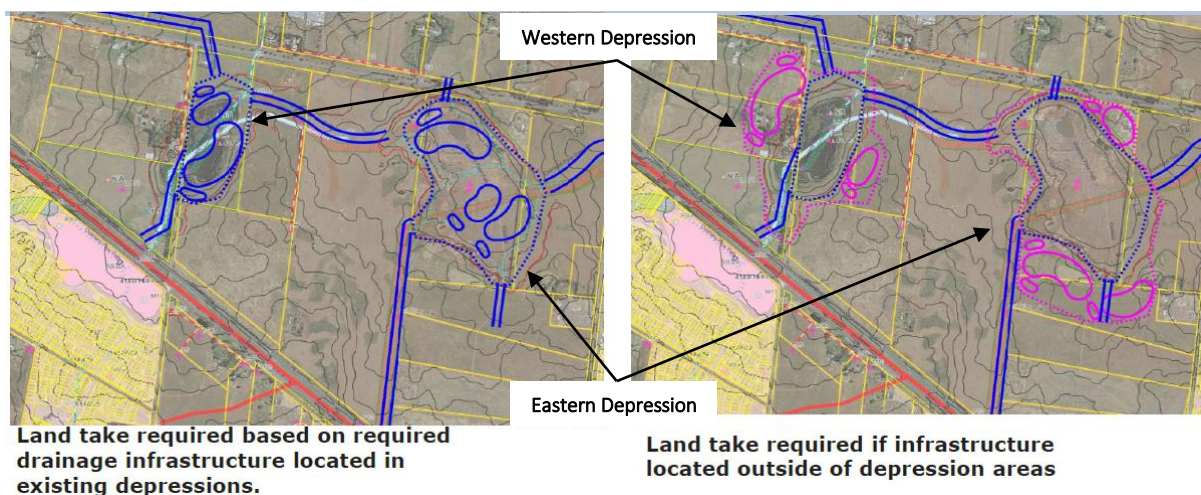 Western Depression
Eastern Depression
Land take required based on required
drainage infrastructure located in
existing depressions.
Land take required if infrastructure
located outside of depression areas